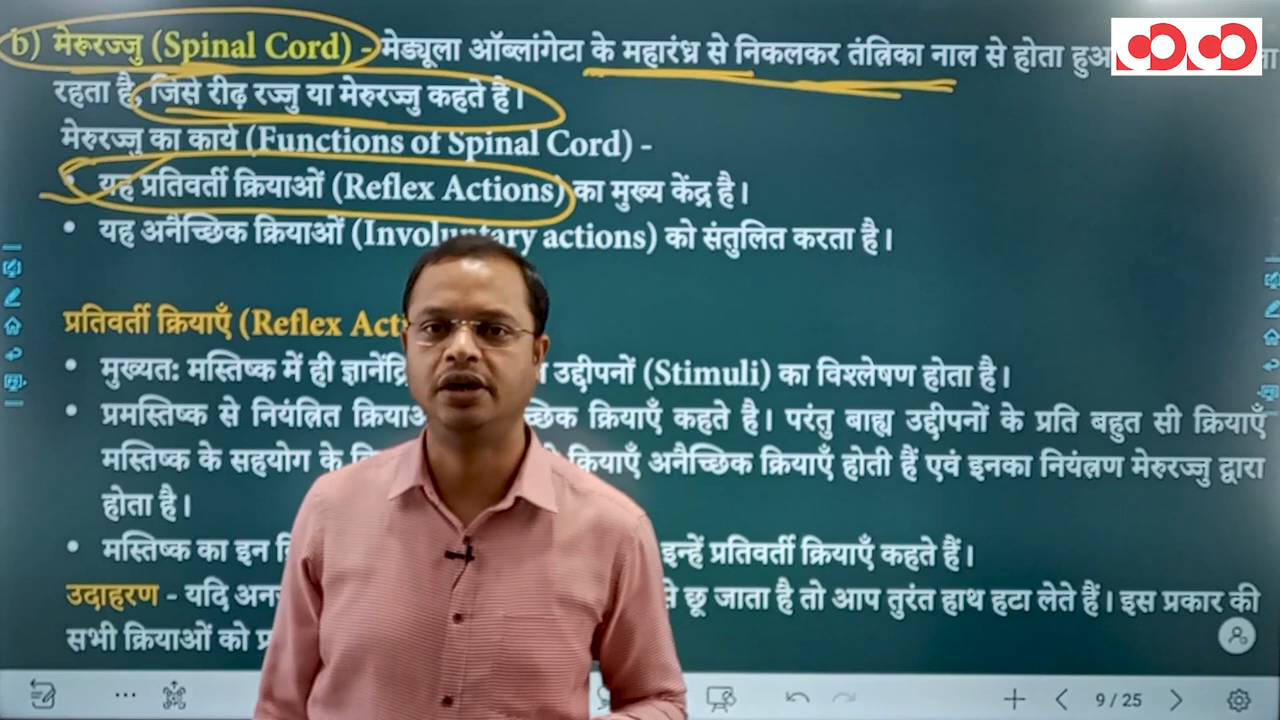 b) मेरूरज्जु (Spinal Cord) - मेड्यूला ऑब्लांगेटा के महारंध्र से निकलकर तंत्रिका नाल से होता हुआ
रहता है, जिसे रीढ़ रज्जु या मेरुरज्जु कहते है।
मेरुरज्जु का कार्य (Functions of Spinal Cord) -
• यह प्रतिवर्ती क्रियाओं (Reflex Actions) का मुख्य केंद्र है।
• यह अनैच्छिक क्रियाओं (Involuntary actions) को संतुलित करता है।
प्रतिवर्ती क्रियाएँ (Reflex
• मुख्यत: मस्तिष्क में ही उद्दीपनों (Stimuli) का विश्लेषण होता है।
• प्रमस्तिष्क से नियंत्रित क्रियाएँ कहते है। परंतु बाह्य उद्दीपनों के प्रति बहुत सी क्रियाएँ
मस्तिष्क के सहयोग के क्रियाएँ अनैच्छिक क्रियाएँ होती हैं एवं इनका नियंत्रण मेरुरज्जु द्वारा
होता है।
• मस्तिष्क का इन इन्हें प्रतिवर्ती क्रियाएँ कहते हैं।
उदाहरण - यदि से छू जाता है तो आप तुरंत हाथ हटा लेते हैं। इस प्रकार की
सभी क्रियाओं को
9 / 25